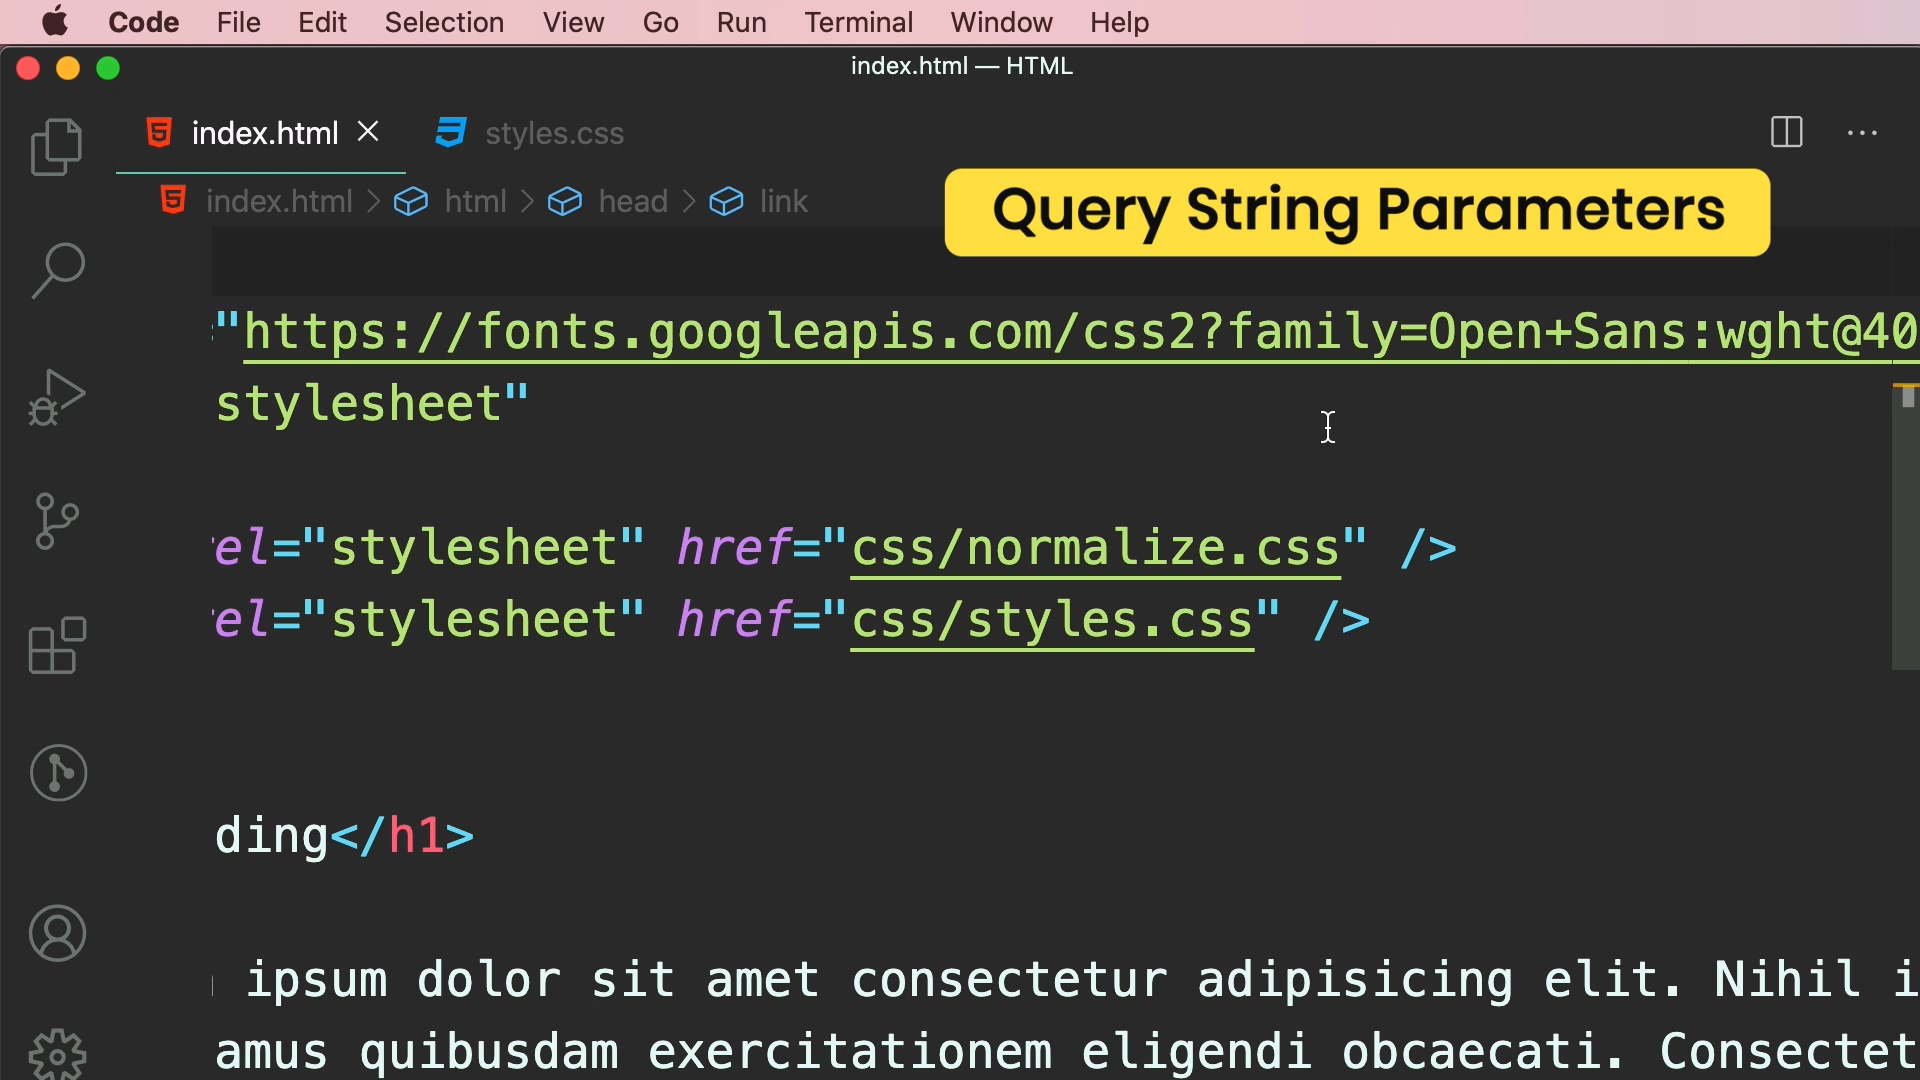 Code File Edit Selection View Go Run Terminal Window Help
index.html — HTML
index.html styles.css
index.html > html > head > link
Query String Parameters
"https://fonts.googleapis.com/css2?family=Open+Sans:wght@40
stylesheet"
el="stylesheet" href="css/normalize.css" />
el="stylesheet" href="css/styles.css" />
ding</h1>
ipsum dolor sit amet consectetur adipisicing elit. Nihil i
amus quibusdam exercitationem eligendi obcaecati. Consectet